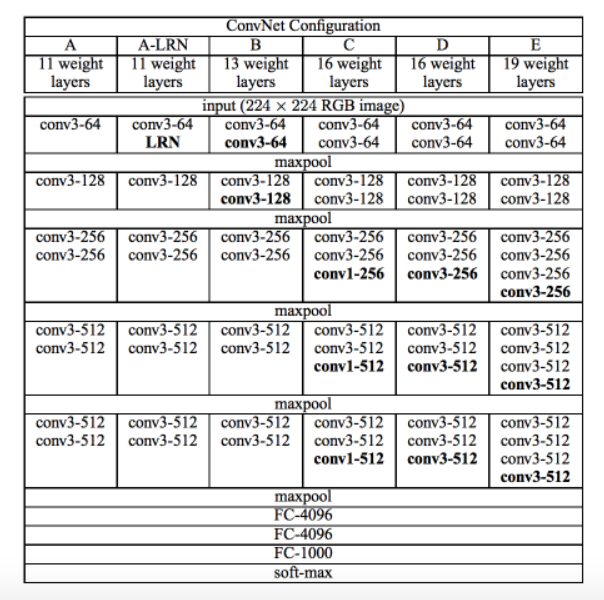 ConvNet Configuration
A A-LRN B C D E
11 weight 11 weight 13 weight 16 weight 16 weight 19 weight
layers layers layers layers layers layers
input (224 × 224 RGB image)
conv3-64 conv3-64 conv3-64 conv3-64 conv3-64 conv3-64
LRN conv3-64 conv3-64 conv3-64 conv3-64
maxpool
conv3-128 conv3-128 conv3-128 conv3-128 conv3-128 conv3-128
conv3-128 conv3-128 conv3-128 conv3-128
maxpool
conv3-256 conv3-256 conv3-256 conv3-256 conv3-256 conv3-256
conv3-256 conv3-256 conv3-256 conv3-256 conv3-256 conv3-256
conv1-256 conv3-256 conv3-256
conv3-256
maxpool
conv3-512 conv3-512 conv3-512 conv3-512 conv3-512 conv3-512
conv3-512 conv3-512 conv3-512 conv3-512 conv3-512 conv3-512
conv1-512 conv3-512 conv3-512
conv3-512
maxpool
conv3-512 conv3-512 conv3-512 conv3-512 conv3-512 conv3-512
conv3-512 conv3-512 conv3-512 conv3-512 conv3-512 conv3-512
conv1-512 conv3-512 conv3-512
conv3-512
maxpool
FC-4096
FC-4096
FC-1000
soft-max